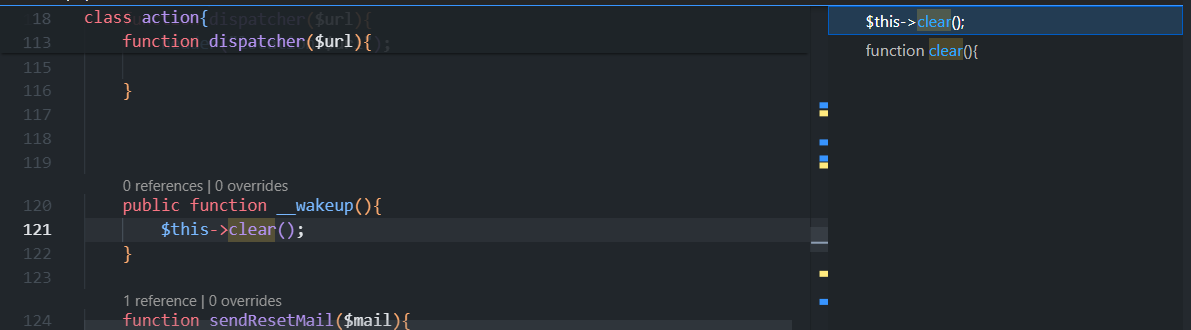 18 class action{
113 function dispatcher($url){
115
116 }
117
118
119
0 references | 0 overrides
120 public function __wakeup(){
121 $this->clear();
122 }
123
1 reference | 0 overrides
124 function sendResetMail($mail){
$this->clear();
function clear(){